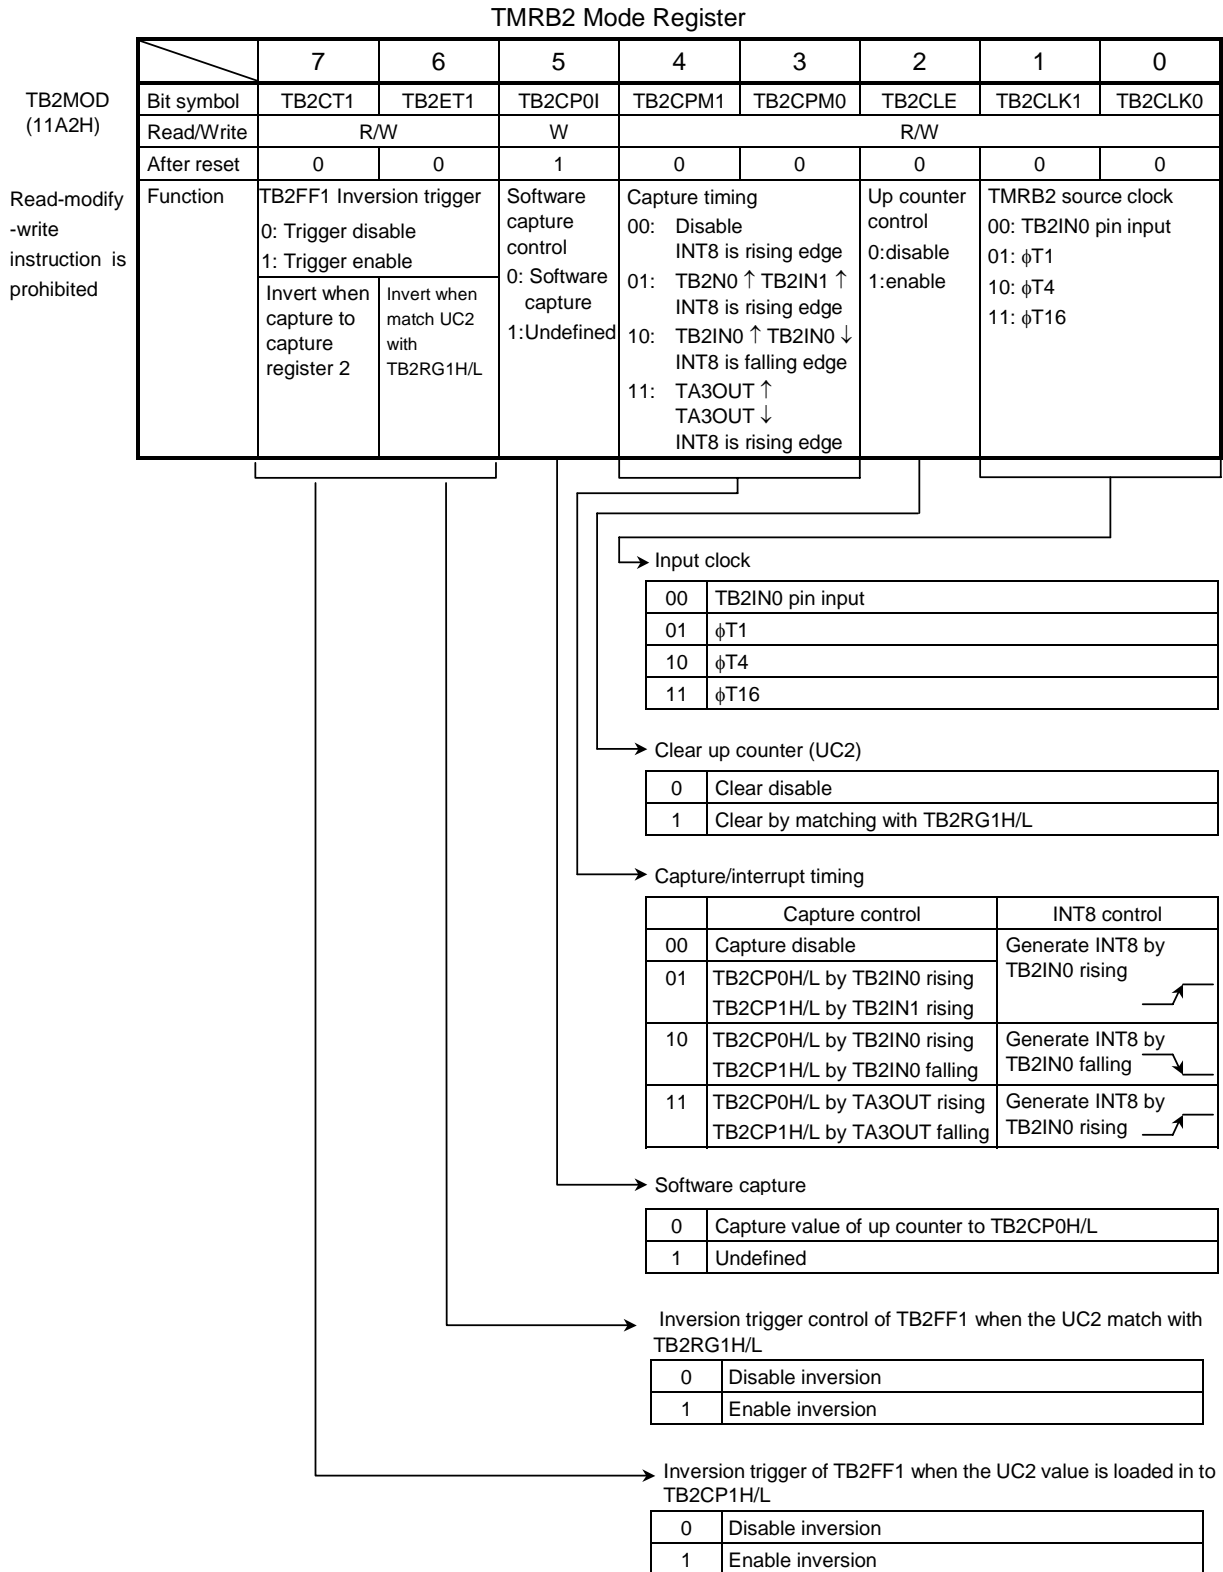 TMRB2 Mode Register
7 6 5 4 3 2 1 0
TB2MOD
(11A2H)
Bit symbol TB2CT1 TB2ET1 TB2CP0I TB2CPM1 TB2CPM0 TB2CLE TB2CLK1 TB2CLK0
Read/Write R/W W R/W
After reset 0 0 1 0 0 0 0 0
Read-modify
-write
instruction is
prohibited
Function
TB2FF1 Inversion trigger
0: Trigger disable
1: Trigger enable
Invert when
capture to
capture
register 2
Invert when
match UC2
with
TB2RG1H/L
Software
capture
control
0: Software
capture
1:Undefined
Capture timing
00: Disable
INT8 is rising edge
01: TB2N0 ↑ TB2IN1 ↑
INT8 is rising edge
10: TB2IN0 ↑ TB2IN0 ↓
INT8 is falling edge
11: TA3OUT ↑
TA3OUT ↓
INT8 is rising edge
Up counter
control
0:disable
1:enable
TMRB2 source clock
00: TB2IN0 pin input
01: ϕT1
10: ϕT4
11: ϕT16
Input clock
00 TB2IN0 pin input
01 ϕT1
10 ϕT4
11 ϕT16
Clear up counter (UC2)
0 Clear disable
1 Clear by matching with TB2RG1H/L
Capture/interrupt timing
Capture control INT8 control
00 Capture disable
Generate INT8 by
TB2IN0 rising
01 TB2CP0H/L by TB2IN0 rising
TB2CP1H/L by TB2IN1 rising
10 TB2CP0H/L by TB2IN0 rising
TB2CP1H/L by TB2IN0 falling
Generate INT8 by
TB2IN0 falling
11 TB2CP0H/L by TA3OUT rising
TB2CP1H/L by TA3OUT falling
Generate INT8 by
TB2IN0 rising
Software capture
0 Capture value of up counter to TB2CP0H/L
1 Undefined
Inversion trigger control of TB2FF1 when the UC2 match with
TB2RG1H/L
0 Disable inversion
1 Enable inversion
Inversion trigger of TB2FF1 when the UC2 value is loaded in to
TB2CP1H/L
0 Disable inversion
1 Enable inversion